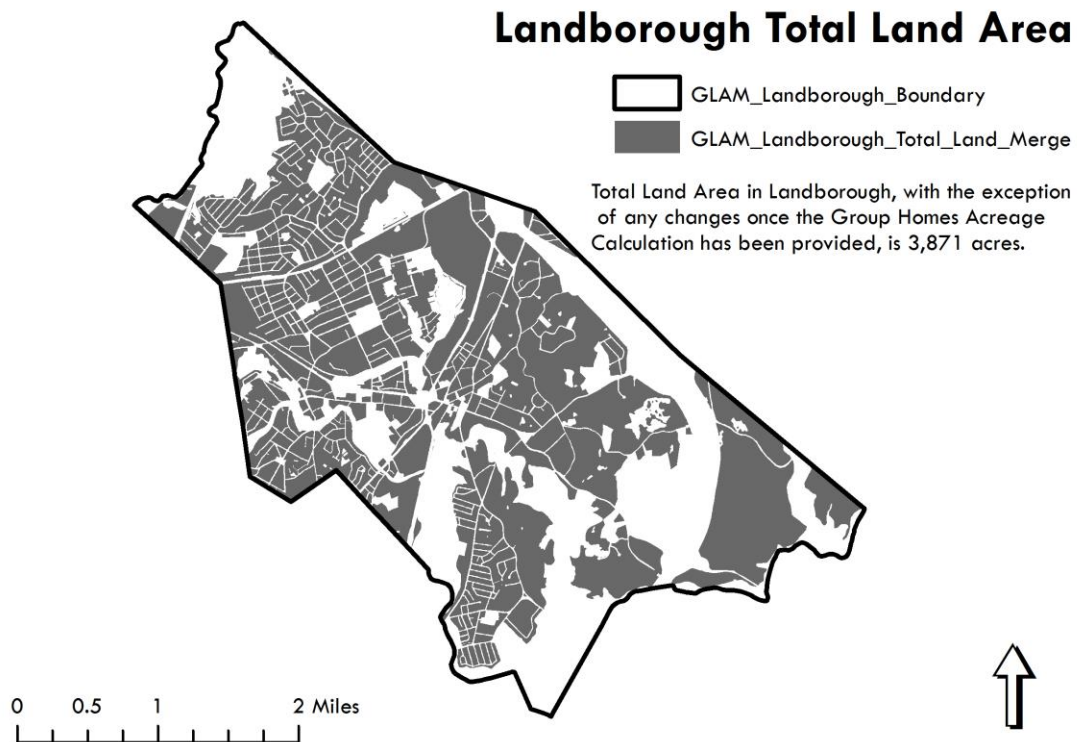 Landborough Total Land Area
GLAM_Landborough_Boundary
GLAM_Landborough_Total_Land_Merge
Total Land Area in Landborough, with the exception
of any changes once the Group Homes Acreage
Calculation has been provided, is 3,871 acres.
0 0.5 1 2 Miles